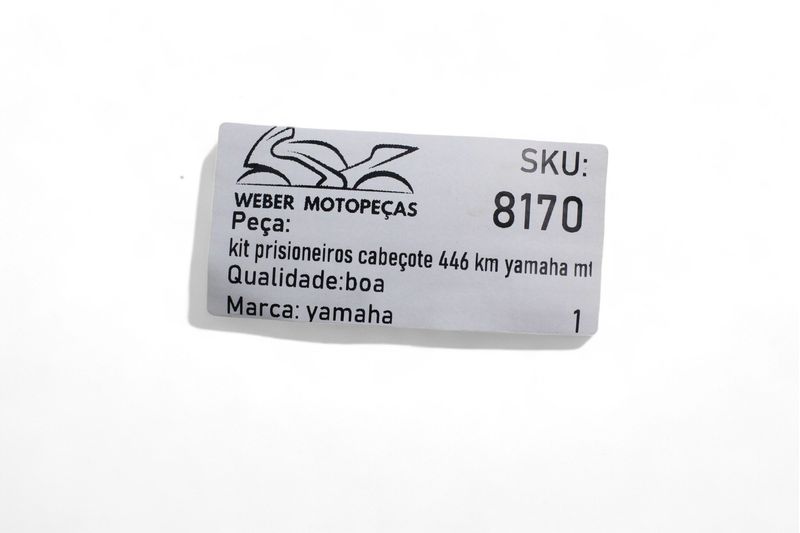 SKU:
8170
WEBER MOTOPEÇAS
Peça:
kit prisioneiros cabeçote 446 km yamaha mt
Qualidade:boa
Marca: yamaha
1